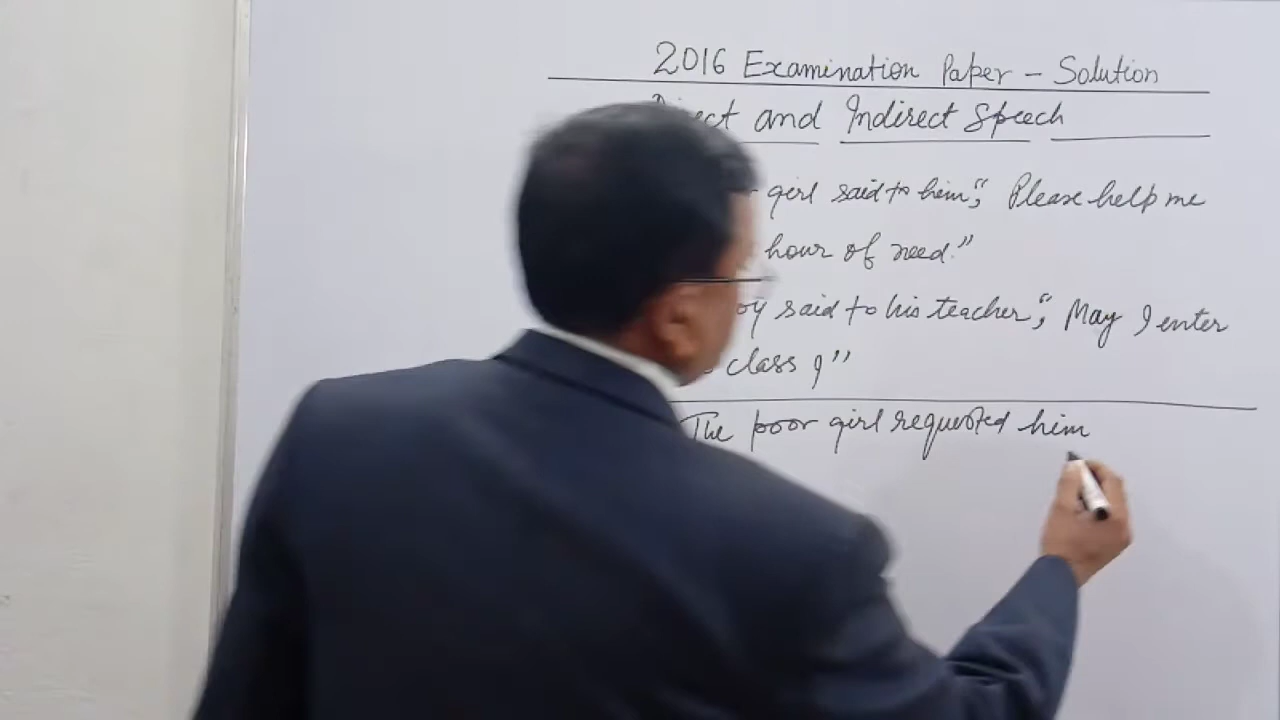 2016 Examination Paper - Solution
Direct and Indirect Speech
girl said to him,“ Please help me
hour of need.”
said to his teacher,“ May I enter
class ?”
The poor girl requested him